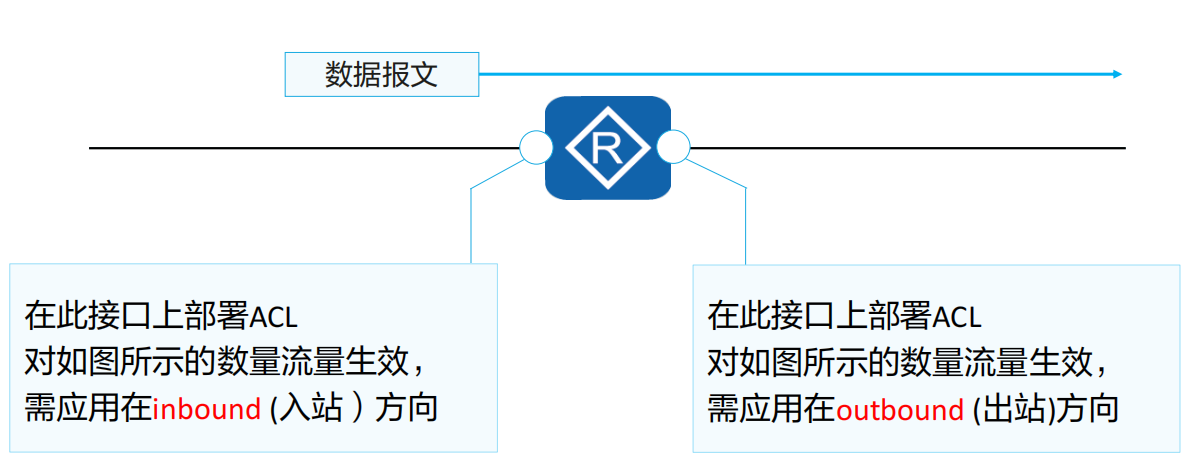 数据报文
R
在此接口上部署ACL
对如图所示的数量流量生效，
需应用在inbound (入站）方向
在此接口上部署ACL
对如图所示的数量流量生效，
需应用在outbound (出站)方向